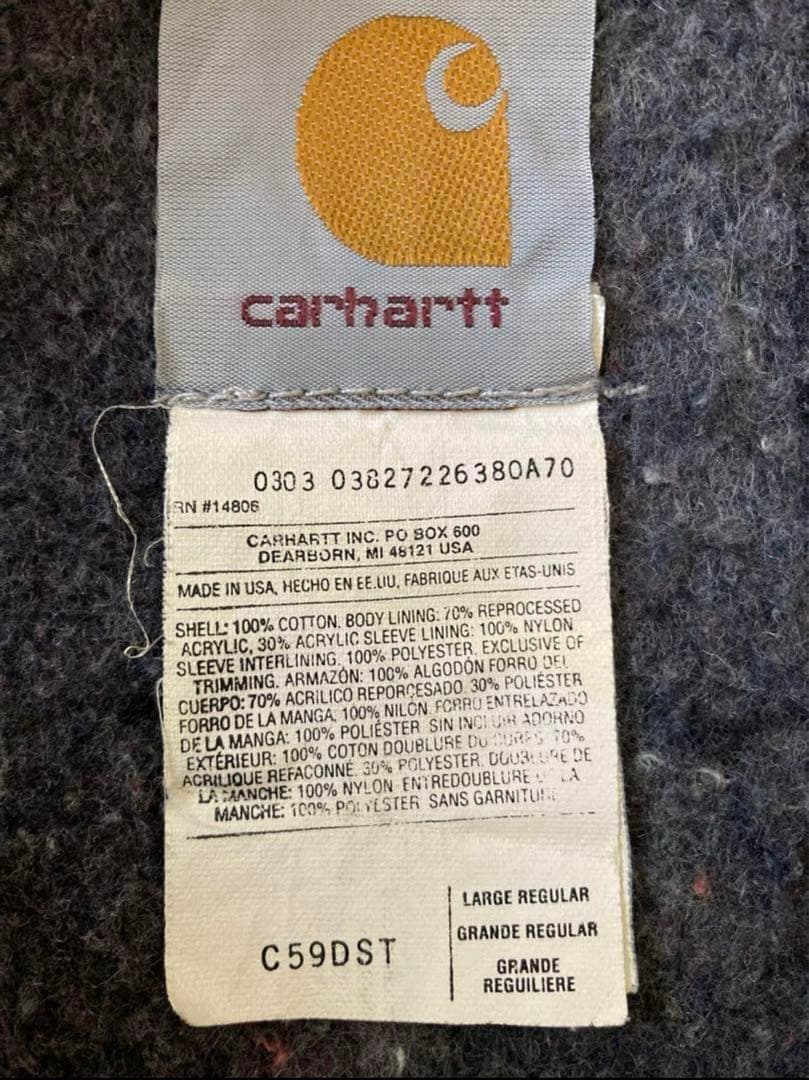 carhartt
0303 03827226380A70
RN #14806
CARHARTT INC. PO BOX 600
DEARBORN, MI 48121 USA
MADE IN USA, HECHO EN EE.UU, FABRIQUE AUX ETAS-UNIS
SHELL: 100% COTTON. BODY LINING: 70% REPROCESSED
ACRYLIC, 30% ACRYLIC SLEEVE LINING: 100% NYLON
SLEEVE INTERLINING. 100% POLYESTER. EXCLUSIVE OF
TRIMMING. ARMAZÓN: 100% ALGODÓN FORRO DEL
CUERPO: 70% ACRILICO REPORCESADO. 30% POLIÉSTER
FORRO DE LA MANGA. 100% NILÓN. FORRO ENTRELAZADO
DE LA MANGA: 100% POLIÉSTER SIN INCLUIR ADORNO
EXTÉRIEUR: 100% COTON DOUBLURE DU CORPS 70%
ACRILIQUE REFACONNÉ. 30% POLYESTER. DOUBLURE DE
LA MANCHE: 100% NYLON ENTREDOUBLURE LA
MANCHE: 100% POLYESTER SANS GARNITURE
C59DST
LARGE REGULAR
GRANDE REGULAR
GRANDE
REGUILIERE